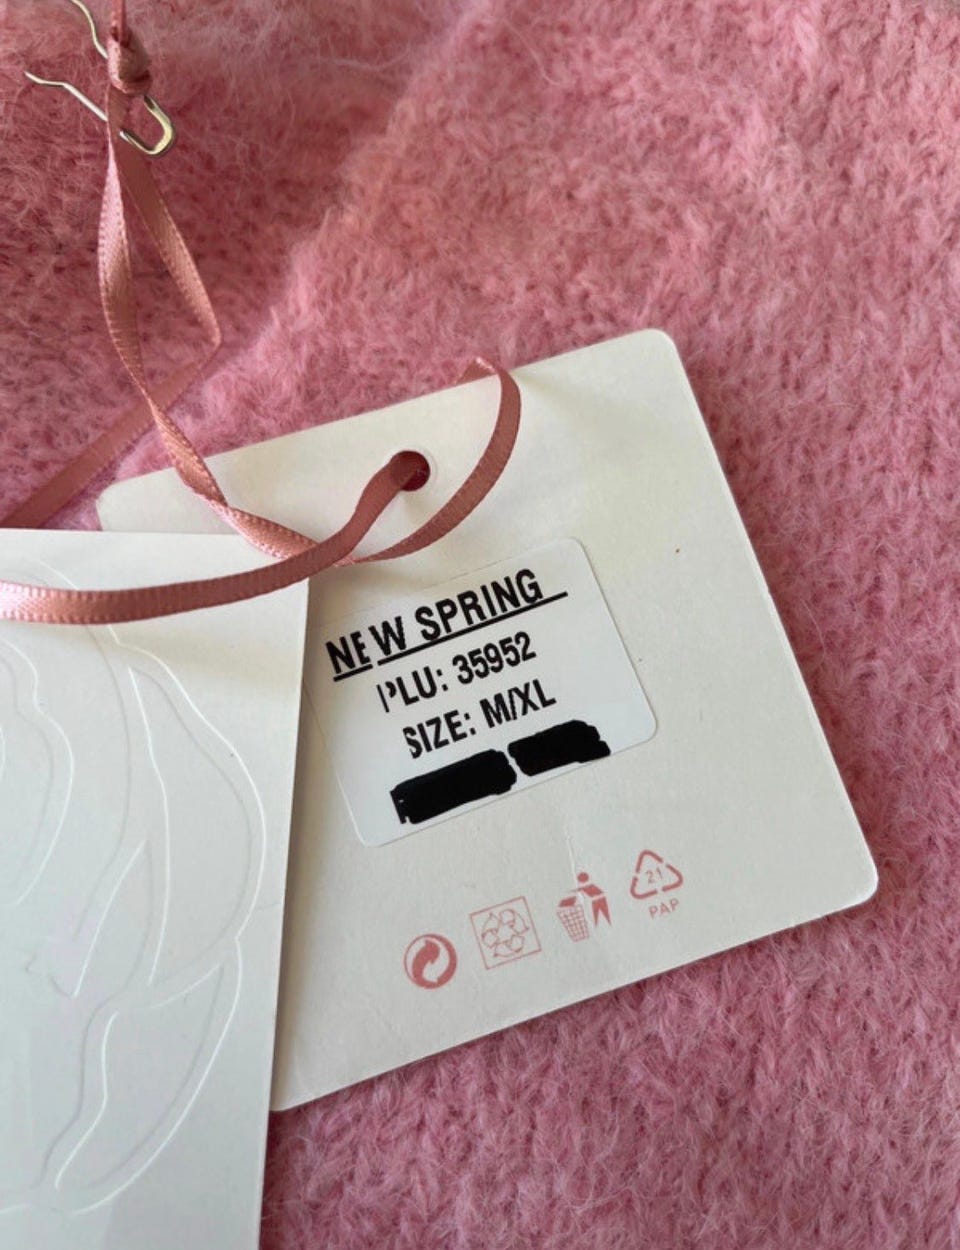 NEW SPRING
PLU: 35952
SIZE: M/XL
21
PAP